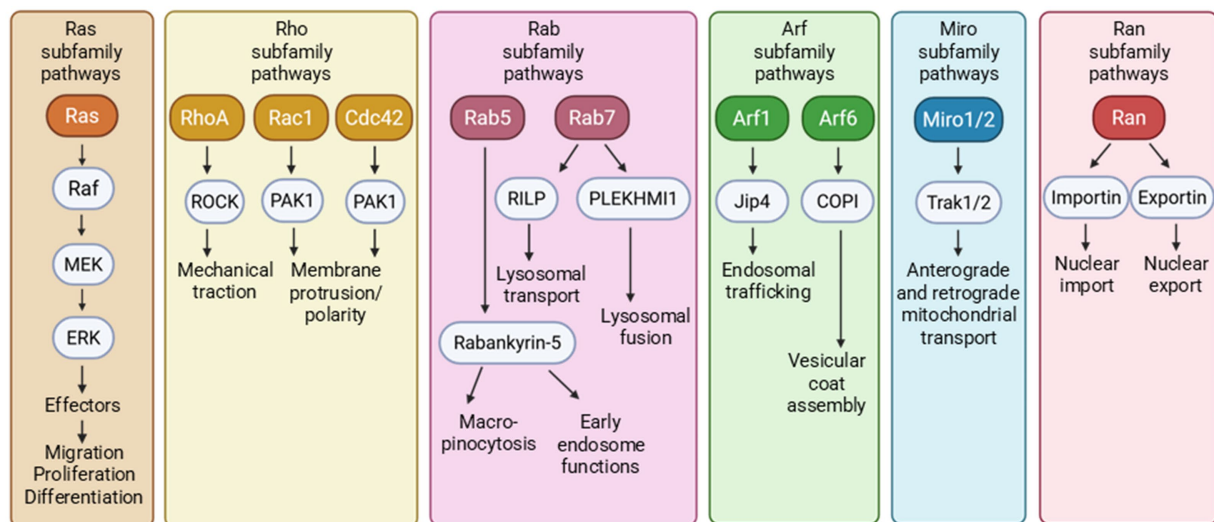 Ras
subfamily
pathways
Ras
Raf
MEK
ERK
Effectors
Migration
Proliferation
Differentiation
Rho
subfamily
pathways
RhoA
Rac1
Cdc42
ROCK
PAK1
PAK1
Mechanical
traction
Membrane
protrusion/
polarity
Rab
subfamily
pathways
Rab5
Rab7
RILP
PLEKHMI1
Lysosomal
transport
Lysosomal
fusion
Rabankyrin-5
Macro-
pinocytosis
Early
endosome
functions
Arf
subfamily
pathways
Arf1
Arf6
Jip4
COPI
Endosomal
trafficking
Vesicular
coat
assembly
Miro
subfamily
pathways
Miro1/2
Trak1/2
Anterograde
and retrograde
mitochondrial
transport
Ran
subfamily
pathways
Ran
Importin
Exportin
Nuclear
import
Nuclear
export